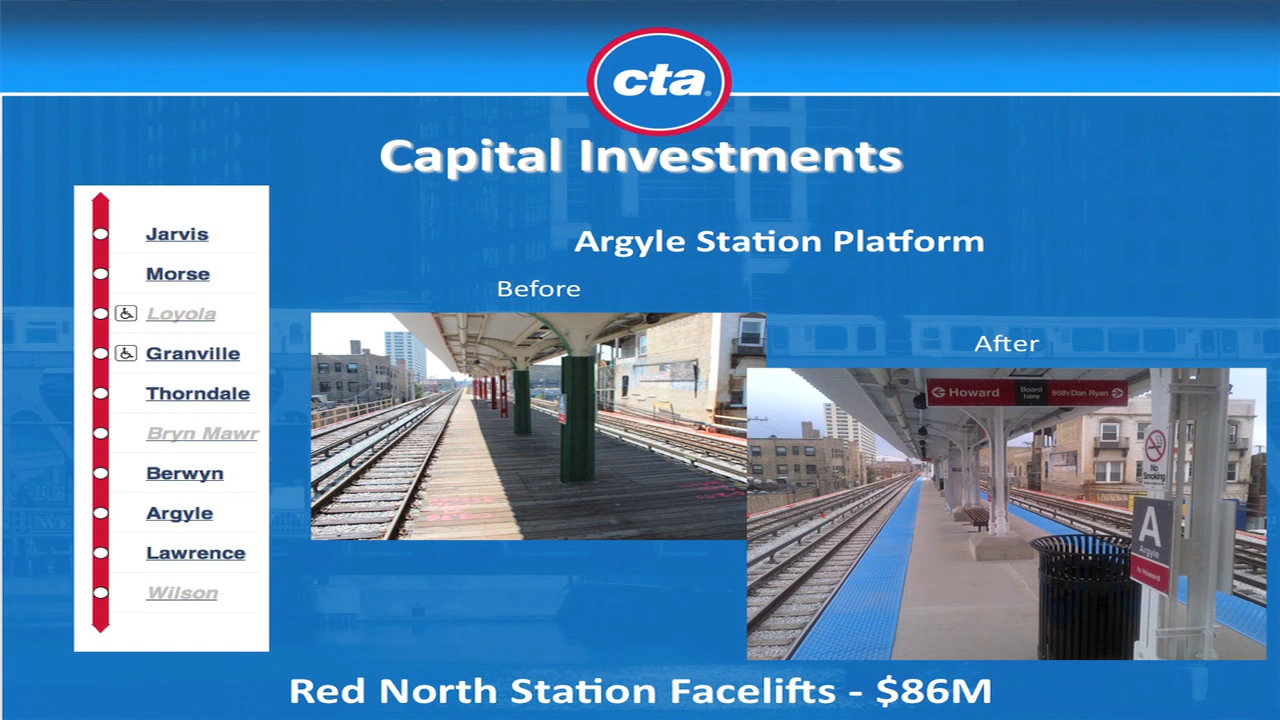 cta
Capital Investments
Jarvis
Morse
Loyola
Granville
Thorndale
Bryn Mawr
Berwyn
Argyle
Lawrence
Wilson
Argyle Station Platform
Before
After
Howard
Board
here
95th/Dan Ryan
No
Smoking
A
Argyle
to Howard
Red North Station Facelifts - $86M